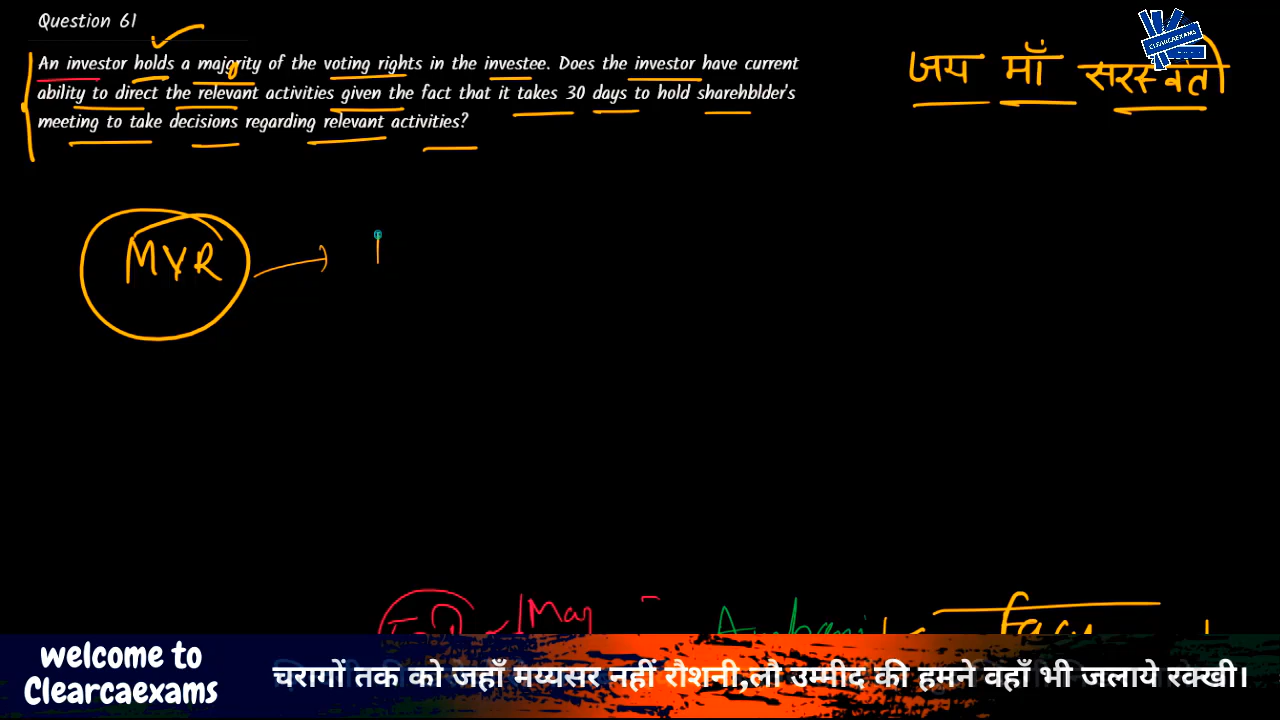 Question 61
An investor holds a majority of the voting rights in the investee. Does the investor have current
ability to direct the relevant activities given the fact that it takes 30 days to hold sharehblder's
meeting to take decisions regarding relevant activities?
जय माँ सरस्वती
CLEARCAEXAMS
MVR
Maj
Ambani
welcome to
Clearcaexams
चिरागों तक को जहाँ मय्यसर नहीं रौशनी,लौ उम्मीद की हमने वहाँ भी जलाये रक्खी।